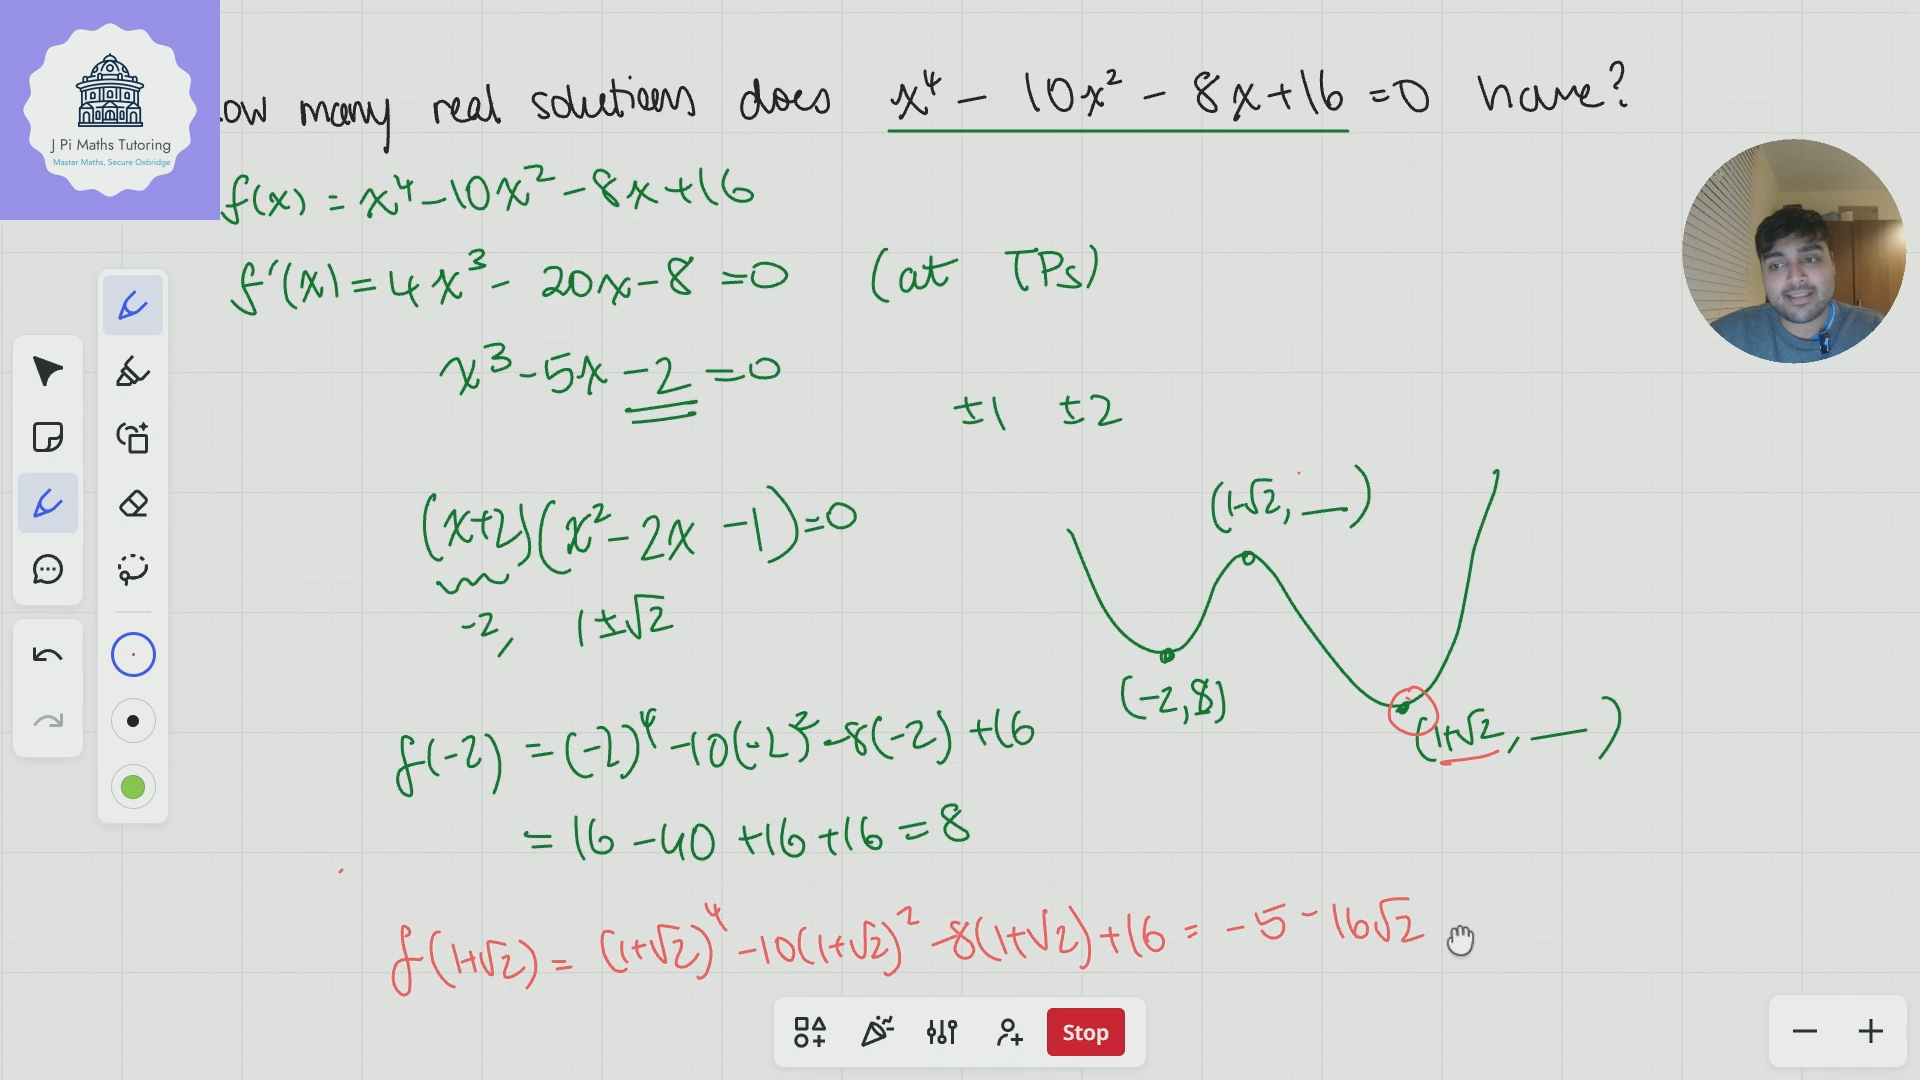 ow many real solutions does x⁴ - 10x² - 8x+16 =0 have?
J Pi Maths Tutoring
Master Maths, Secure Oxbridge
f(x) = x⁴-10x²-8x+16
f'(x)=4x³- 20x-8 =0 (at TPs)
x³-5x-2=0
±1 ±2
(1-√2, __)
(x+2)(x²-2x -1)=0
-2, 1±√2
(-2,8)
(1+√2, __)
f(-2) =(-2)⁴-10(-2)²-8(-2)+16
=16-40+16+16=8
f(1+√2)= (1+√2)⁴-10(1+√2)²-8(1+√2)+16= -5-16√2
Stop